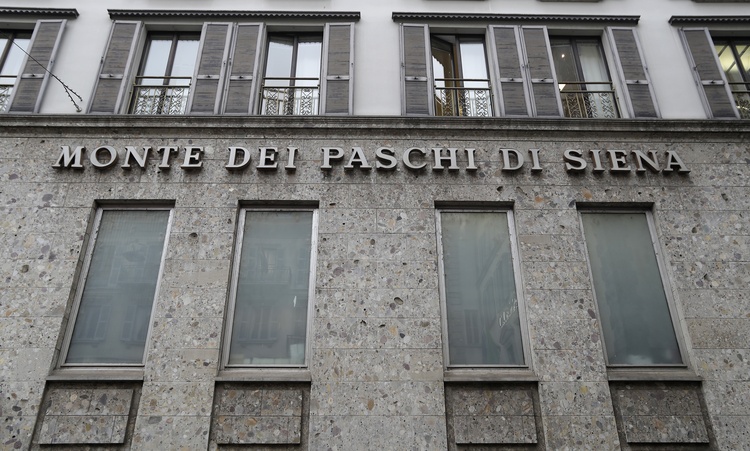 MONTE DEI PASCHI DI SIENA